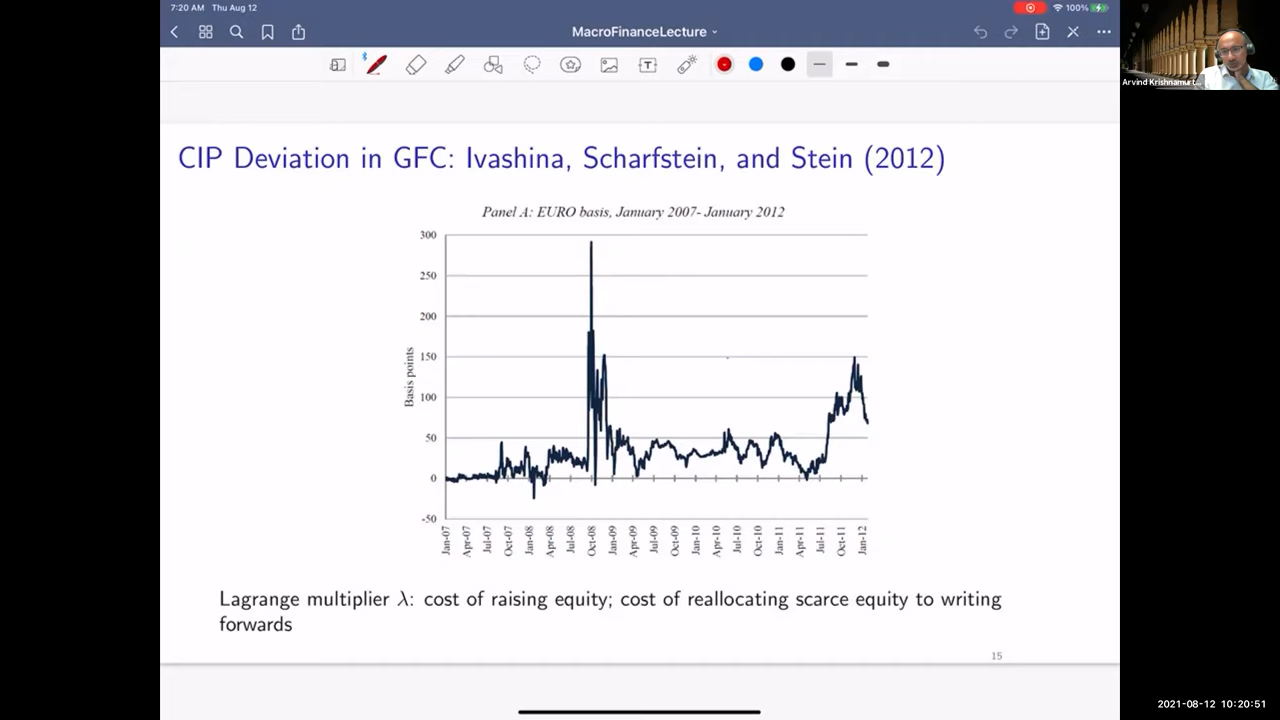 7:20 AM Thu Aug 12
100%
MacroFinanceLecture
T
Arvind Krishnamurt...
CIP Deviation in GFC: Ivashina, Scharfstein, and Stein (2012)
Panel A: EURO basis, January 2007- January 2012
Basis points
300
250
200
150
100
50
0
-50
Jan-07
Apr-07
Jul-07
Oct-07
Jan-08
Apr-08
Jul-08
Oct-08
Jan-09
Apr-09
Jul-09
Oct-09
Jan-10
Apr-10
Jul-10
Oct-10
Jan-11
Apr-11
Jul-11
Oct-11
Jan-12
Lagrange multiplier λ: cost of raising equity; cost of reallocating scarce equity to writing
forwards
15
2021-08-12 10:20:51